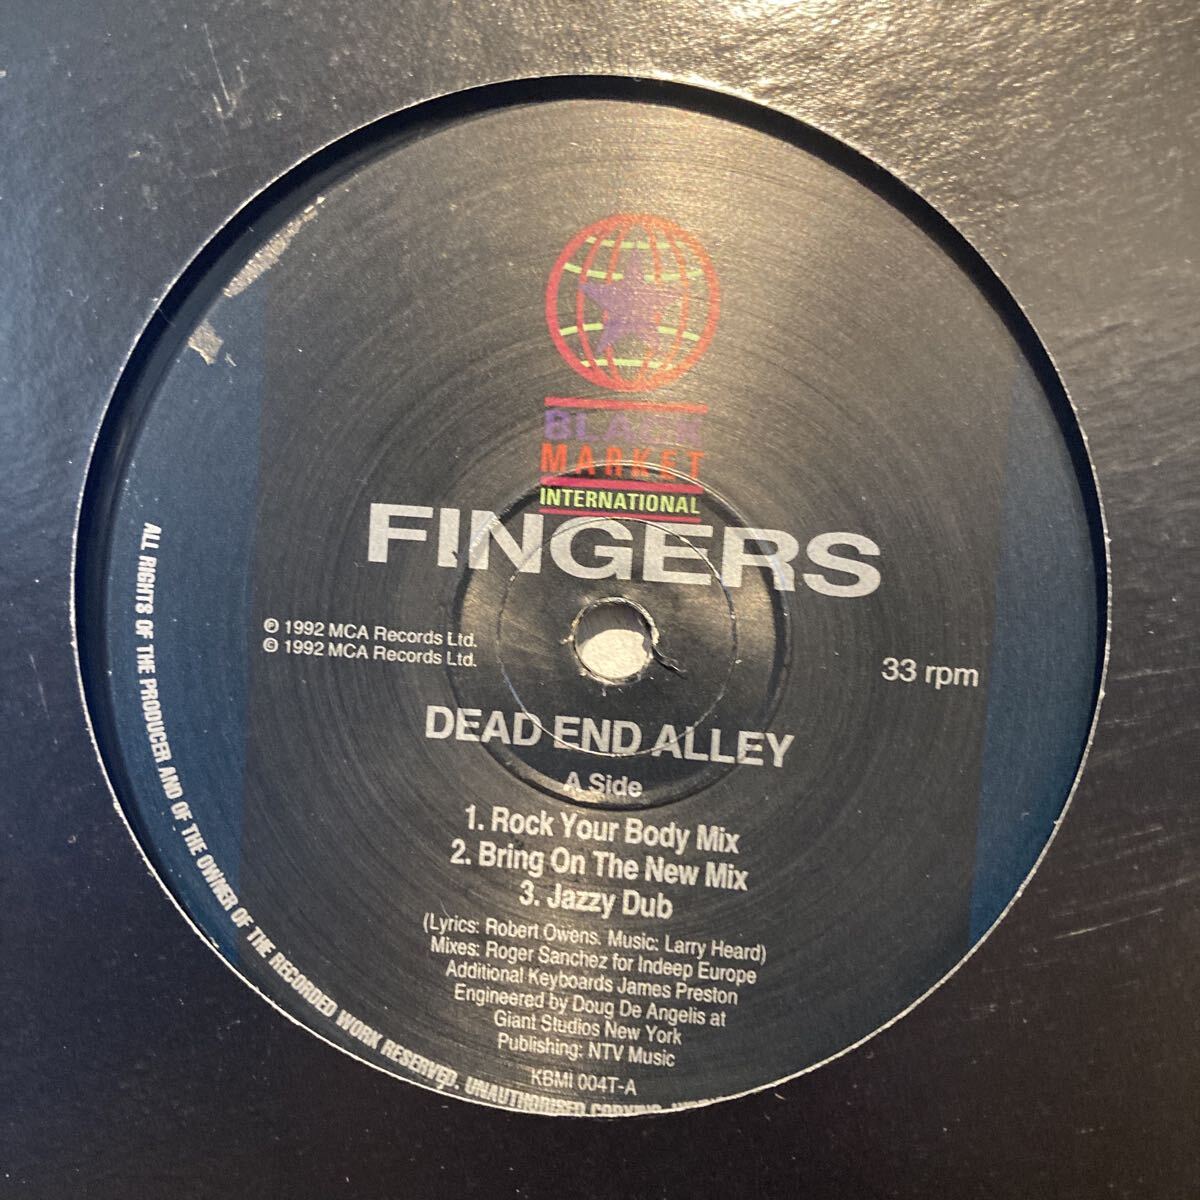 BLACK
MARKET
INTERNATIONAL
FINGERS
℗ 1992 MCA Records Ltd.
© 1992 MCA Records Ltd.
33 rpm
DEAD END ALLEY
A Side
1. Rock Your Body Mix
2. Bring On The New Mix
3. Jazzy Dub
(Lyrics: Robert Owens. Music: Larry Heard)
Mixes: Roger Sanchez for Indeep Europe
Additional Keyboards James Preston
Engineered by Doug De Angelis at
Giant Studios New York
Publishing: NTV Music
KBMI 004T-A
ALL RIGHTS OF THE PRODUCER AND OF THE OWNER OF THE RECORDED WORK RESERVED. UNAUTHORISED COPYING,